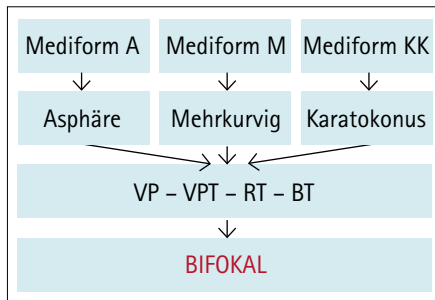 Mediform A Mediform M Mediform KK
Asphäre Mehrkurvig Karatokonus
VP – VPT – RT – BT
BIFOKAL